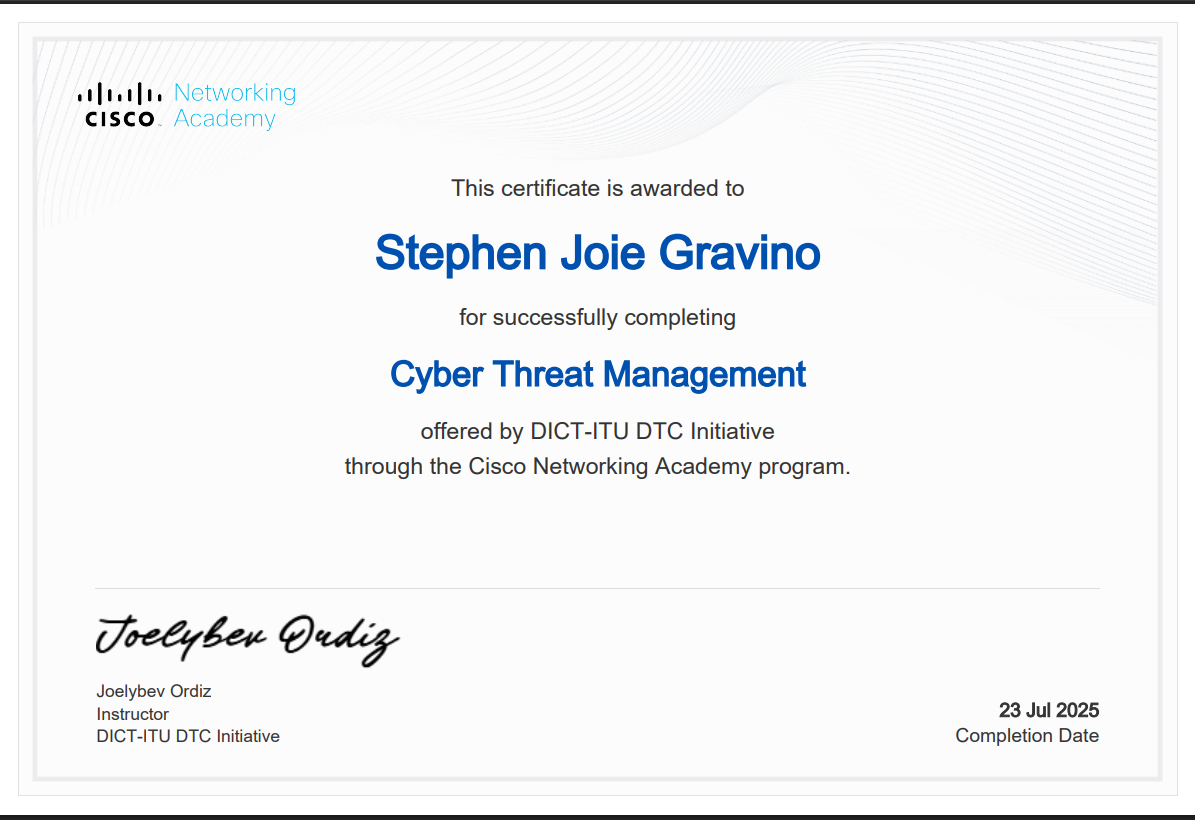 Networking
Academy
CISCO
This certificate is awarded to
Stephen Joie Gravino
for successfully completing
Cyber Threat Management
offered by DICT-ITU DTC Initiative
through the Cisco Networking Academy program.
Joelybev Ordiz
Joelybev Ordiz
Instructor
DICT-ITU DTC Initiative
23 Jul 2025
Completion Date